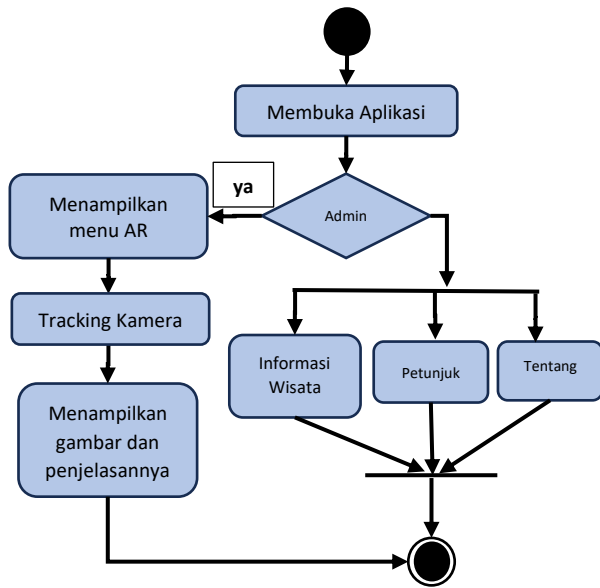 Membuka Aplikasi
ya
Admin
Menampilkan
menu AR
Tracking Kamera
Informasi
Wisata
Petunjuk
Tentang
Menampilkan
gambar dan
penjelasannya